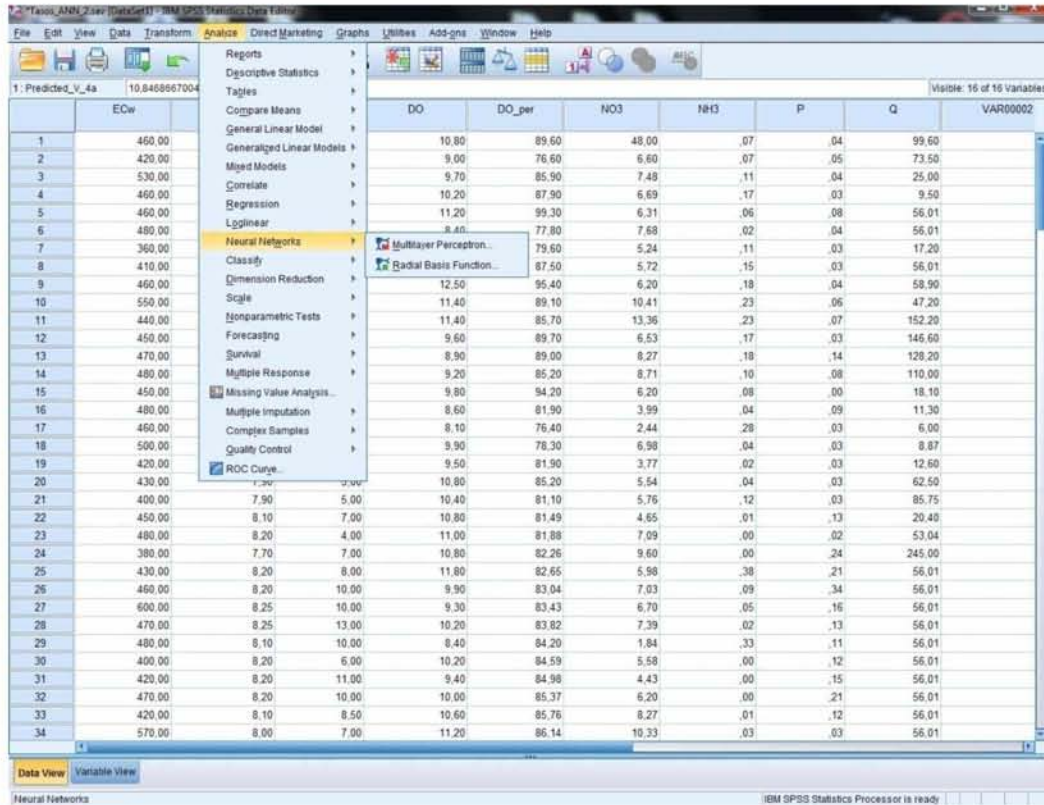 *Tasos_ANN_2.sav [DataSet1] - IBM SPSS Statistics Data Editor
File Edit View Data Transform Analyze Direct Marketing Graphs Utilities Add-ons Window Help
1 : Predicted_V_4a 10,8468667004 Visible: 16 of 16 Variables
Reports
Descriptive Statistics
Tables
Compare Means
General Linear Model
Generalized Linear Models
Mixed Models
Correlate
Regression
Loglinear
Neural Networks
Classify
Dimension Reduction
Scale
Nonparametric Tests
Forecasting
Survival
Multiple Response
Missing Value Analysis...
Multiple Imputation
Complex Samples
Quality Control
ROC Curve...
Multilayer Perceptron...
Radial Basis Function...
ECw DO DO_per NO3 NH3 P Q VAR00002
1 460,00 10,80 89,60 48,00 ,07 ,04 99,60
2 420,00 9,00 76,60 6,60 ,07 ,05 73,50
3 530,00 9,70 85,90 7,48 ,11 ,04 25,00
4 460,00 10,20 87,90 6,69 ,17 ,03 9,50
5 460,00 11,20 99,30 6,31 ,06 ,08 56,01
6 480,00 8,40 77,80 7,68 ,02 ,04 56,01
7 360,00 79,60 5,24 ,11 ,03 17,20
8 410,00 87,50 5,72 ,15 ,03 56,01
9 460,00 12,50 95,40 6,20 ,18 ,04 58,90
10 550,00 11,40 89,10 10,41 ,23 ,06 47,20
11 440,00 11,40 85,70 13,36 ,23 ,07 152,20
12 450,00 9,60 89,70 6,53 ,17 ,03 146,60
13 470,00 8,90 89,00 8,27 ,18 ,14 128,20
14 480,00 9,20 85,20 8,71 ,10 ,08 110,00
15 450,00 9,80 94,20 6,20 ,08 ,00 18,10
16 480,00 8,60 81,90 3,99 ,04 ,09 11,30
17 460,00 8,10 76,40 2,44 ,28 ,03 6,00
18 500,00 9,90 78,30 6,98 ,04 ,03 8,87
19 420,00 9,50 81,90 3,77 ,02 ,03 12,60
20 430,00 10,80 85,20 5,54 ,04 ,03 62,50
21 400,00 7,90 5,00 10,40 81,10 5,76 ,12 ,03 85,75
22 450,00 8,10 7,00 10,80 81,49 4,65 ,01 ,13 20,40
23 480,00 8,20 4,00 11,00 81,88 7,09 ,00 ,02 53,04
24 380,00 7,70 7,00 10,80 82,26 9,60 ,00 ,24 245,00
25 430,00 8,20 8,00 11,80 82,65 5,98 ,38 ,21 56,01
26 460,00 8,20 10,00 9,90 83,04 7,03 ,09 ,34 56,01
27 600,00 8,25 10,00 9,30 83,43 6,70 ,05 ,16 56,01
28 470,00 8,25 13,00 10,20 83,82 7,39 ,02 ,13 56,01
29 480,00 8,10 10,00 8,40 84,20 1,84 ,33 ,11 56,01
30 400,00 8,20 6,00 10,20 84,59 5,58 ,00 ,12 56,01
31 420,00 8,20 11,00 9,40 84,98 4,43 ,00 ,15 56,01
32 470,00 8,20 10,00 10,00 85,37 6,20 ,00 ,21 56,01
33 420,00 8,10 8,50 10,60 85,76 8,27 ,01 ,12 56,01
34 570,00 8,00 7,00 11,20 86,14 10,33 ,03 ,03 56,01
Data View Variable View
Neural Networks IBM SPSS Statistics Processor is ready